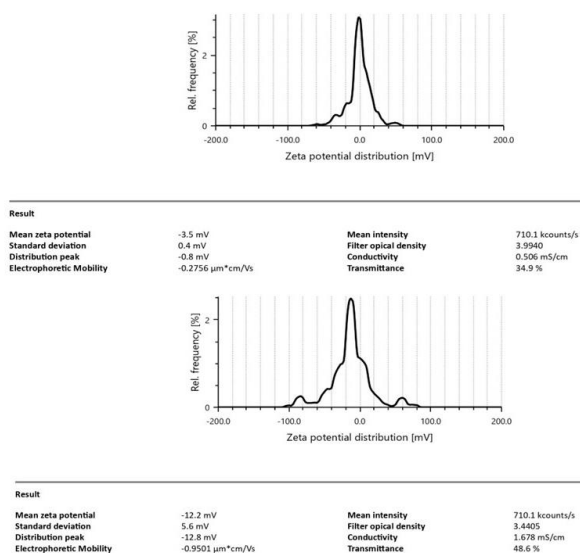 Rel. frequency [%]
2
0
-200.0 -100.0 0.0 100.0 200.0
Zeta potential distribution [mV]
Result
Mean zeta potential -3.5 mV Mean intensity 710.1 kcounts/s
Standard deviation 0.4 mV Filter opical density 3.9940
Distribution peak -0.8 mV Conductivity 0.506 mS/cm
Electrophoretic Mobility -0.2756 µm*cm/Vs Transmittance 34.9 %
Rel. frequency [%]
2
0
-200.0 -100.0 0.0 100.0 200.0
Zeta potential distribution [mV]
Result
Mean zeta potential -12.2 mV Mean intensity 710.1 kcounts/s
Standard deviation 5.6 mV Filter opical density 3.4405
Distribution peak -12.8 mV Conductivity 1.678 mS/cm
Electrophoretic Mobility -0.9501 µm*cm/Vs Transmittance 48.6 %